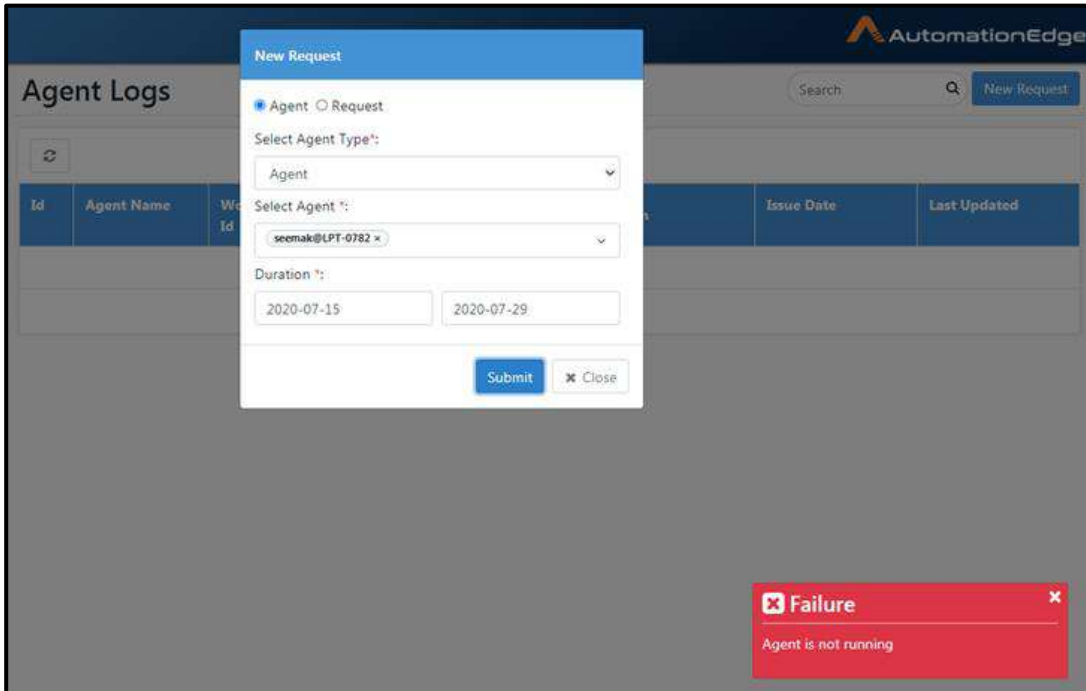 AutomationEdge
Agent Logs
Search
New Request
New Request
Agent Request
Select Agent Type*:
Agent
Select Agent *:
seemak@LPT-0782 ×
Duration *:
2020-07-15 2020-07-29
Submit ✖ Close
Id Agent Name Id Issue Date Last Updated
Failure
Agent is not running